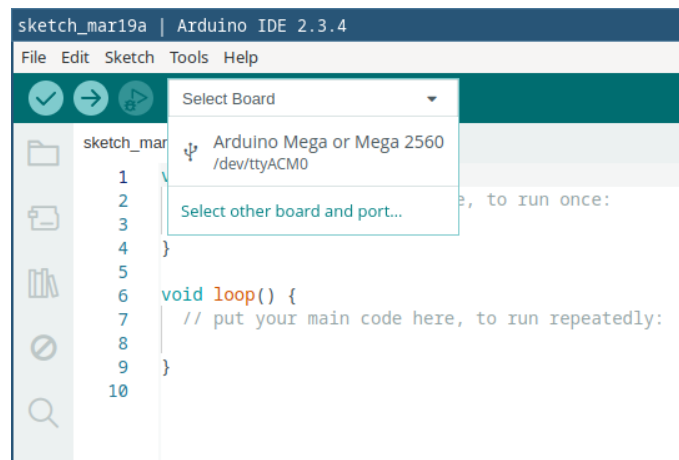 sketch_mar19a | Arduino IDE 2.3.4
File Edit Sketch Tools Help
Select Board
sketch_mar
Arduino Mega or Mega 2560
/dev/ttyACM0
Select other board and port...
1
2 e, to run once:
3
4 }
5
6 void loop() {
7 // put your main code here, to run repeatedly:
8
9 }
10